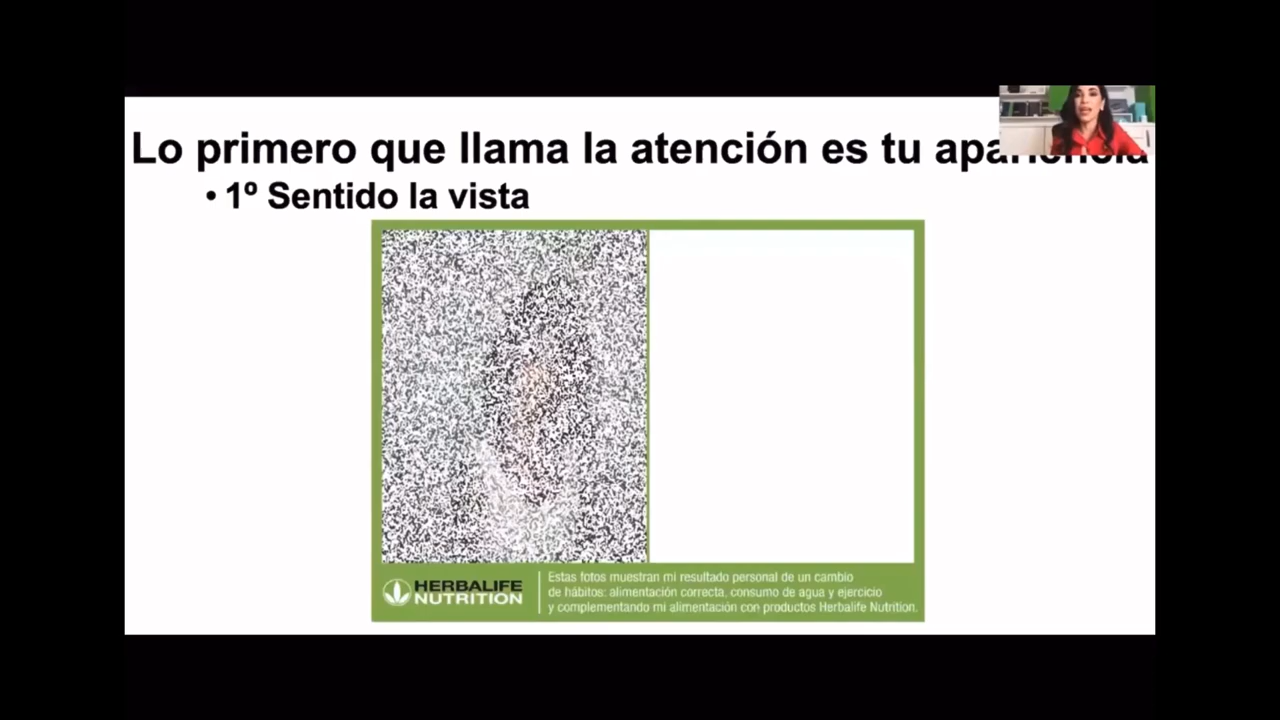 Lo primero que llama la atención es tu apariencia
• 1º Sentido la vista
HERBALIFE
NUTRITION
Estas fotos muestran mi resultado personal de un cambio
de hábitos: alimentación correcta, consumo de agua y ejercicio
y complementando mi alimentación con productos Herbalife Nutrition.